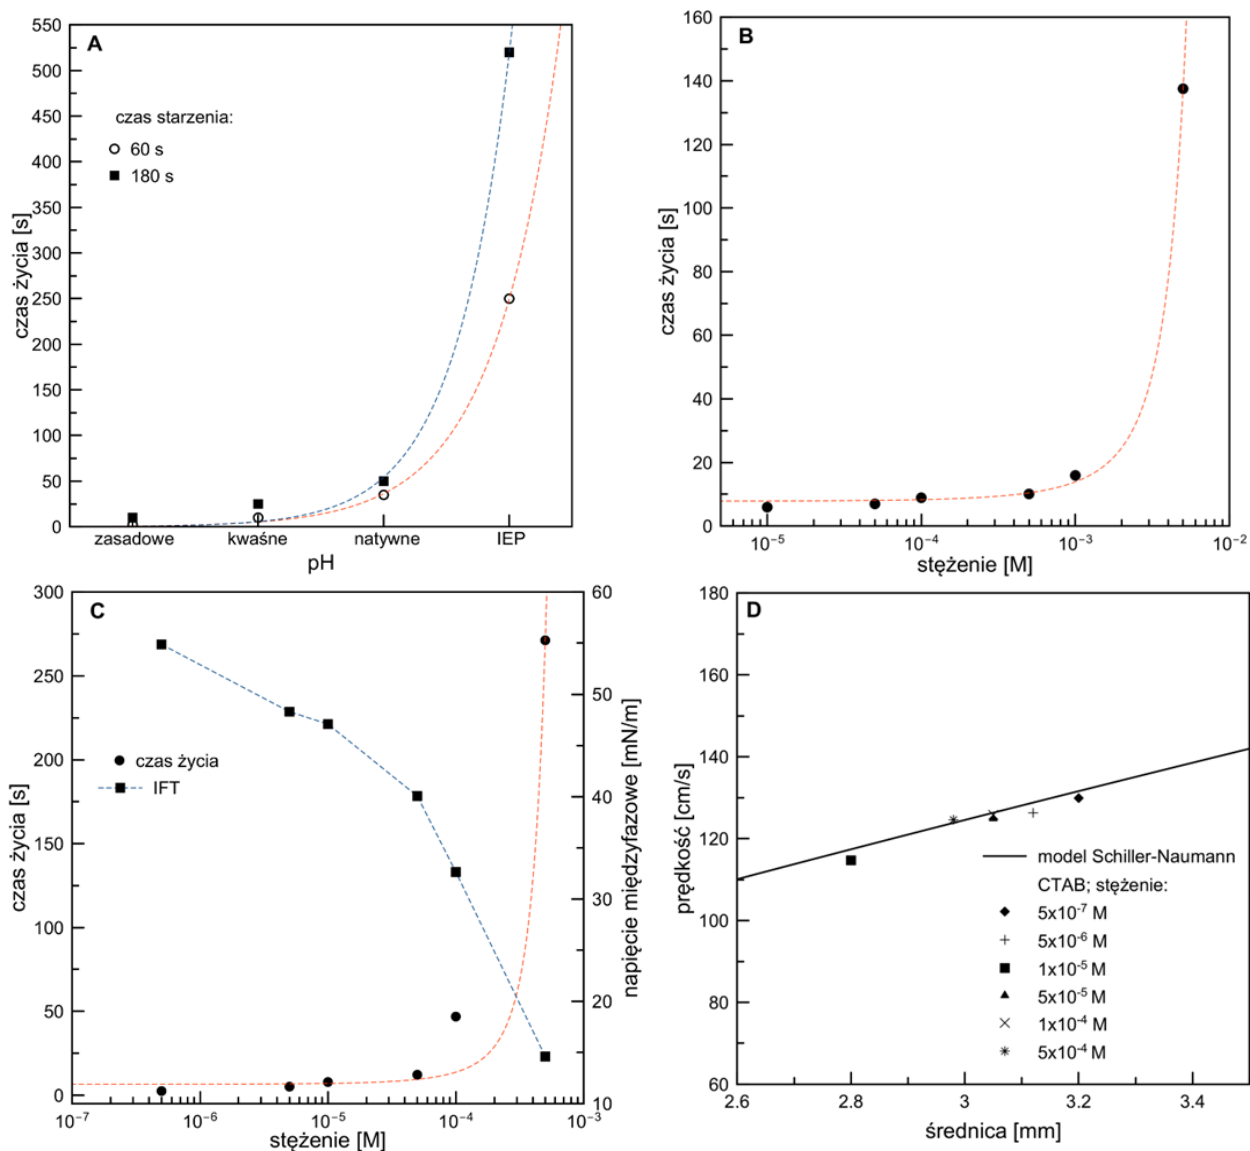 A
550
500
450
400
350
300
250
200
150
100
50
0
czas życia [s]
czas starzenia:
60 s
180 s
zasadowe kwaśne natywne IEP
pH
B
160
140
120
100
80
60
40
20
0
czas życia [s]
10⁻⁵ 10⁻⁴ 10⁻³ 10⁻²
stężenie [M]
C
300
250
200
150
100
50
0
czas życia [s]
czas życia
IFT
60
50
40
30
20
10
napięcie międzyfazowe [mN/m]
10⁻⁷ 10⁻⁶ 10⁻⁵ 10⁻⁴ 10⁻³
stężenie [M]
D
180
160
140
120
100
80
60
prędkość [cm/s]
model Schiller-Naumann
CTAB; stężenie:
5x10⁻⁷ M
5x10⁻⁶ M
1x10⁻⁵ M
5x10⁻⁵ M
1x10⁻⁴ M
5x10⁻⁴ M
2.6 2.8 3 3.2 3.4
średnica [mm]